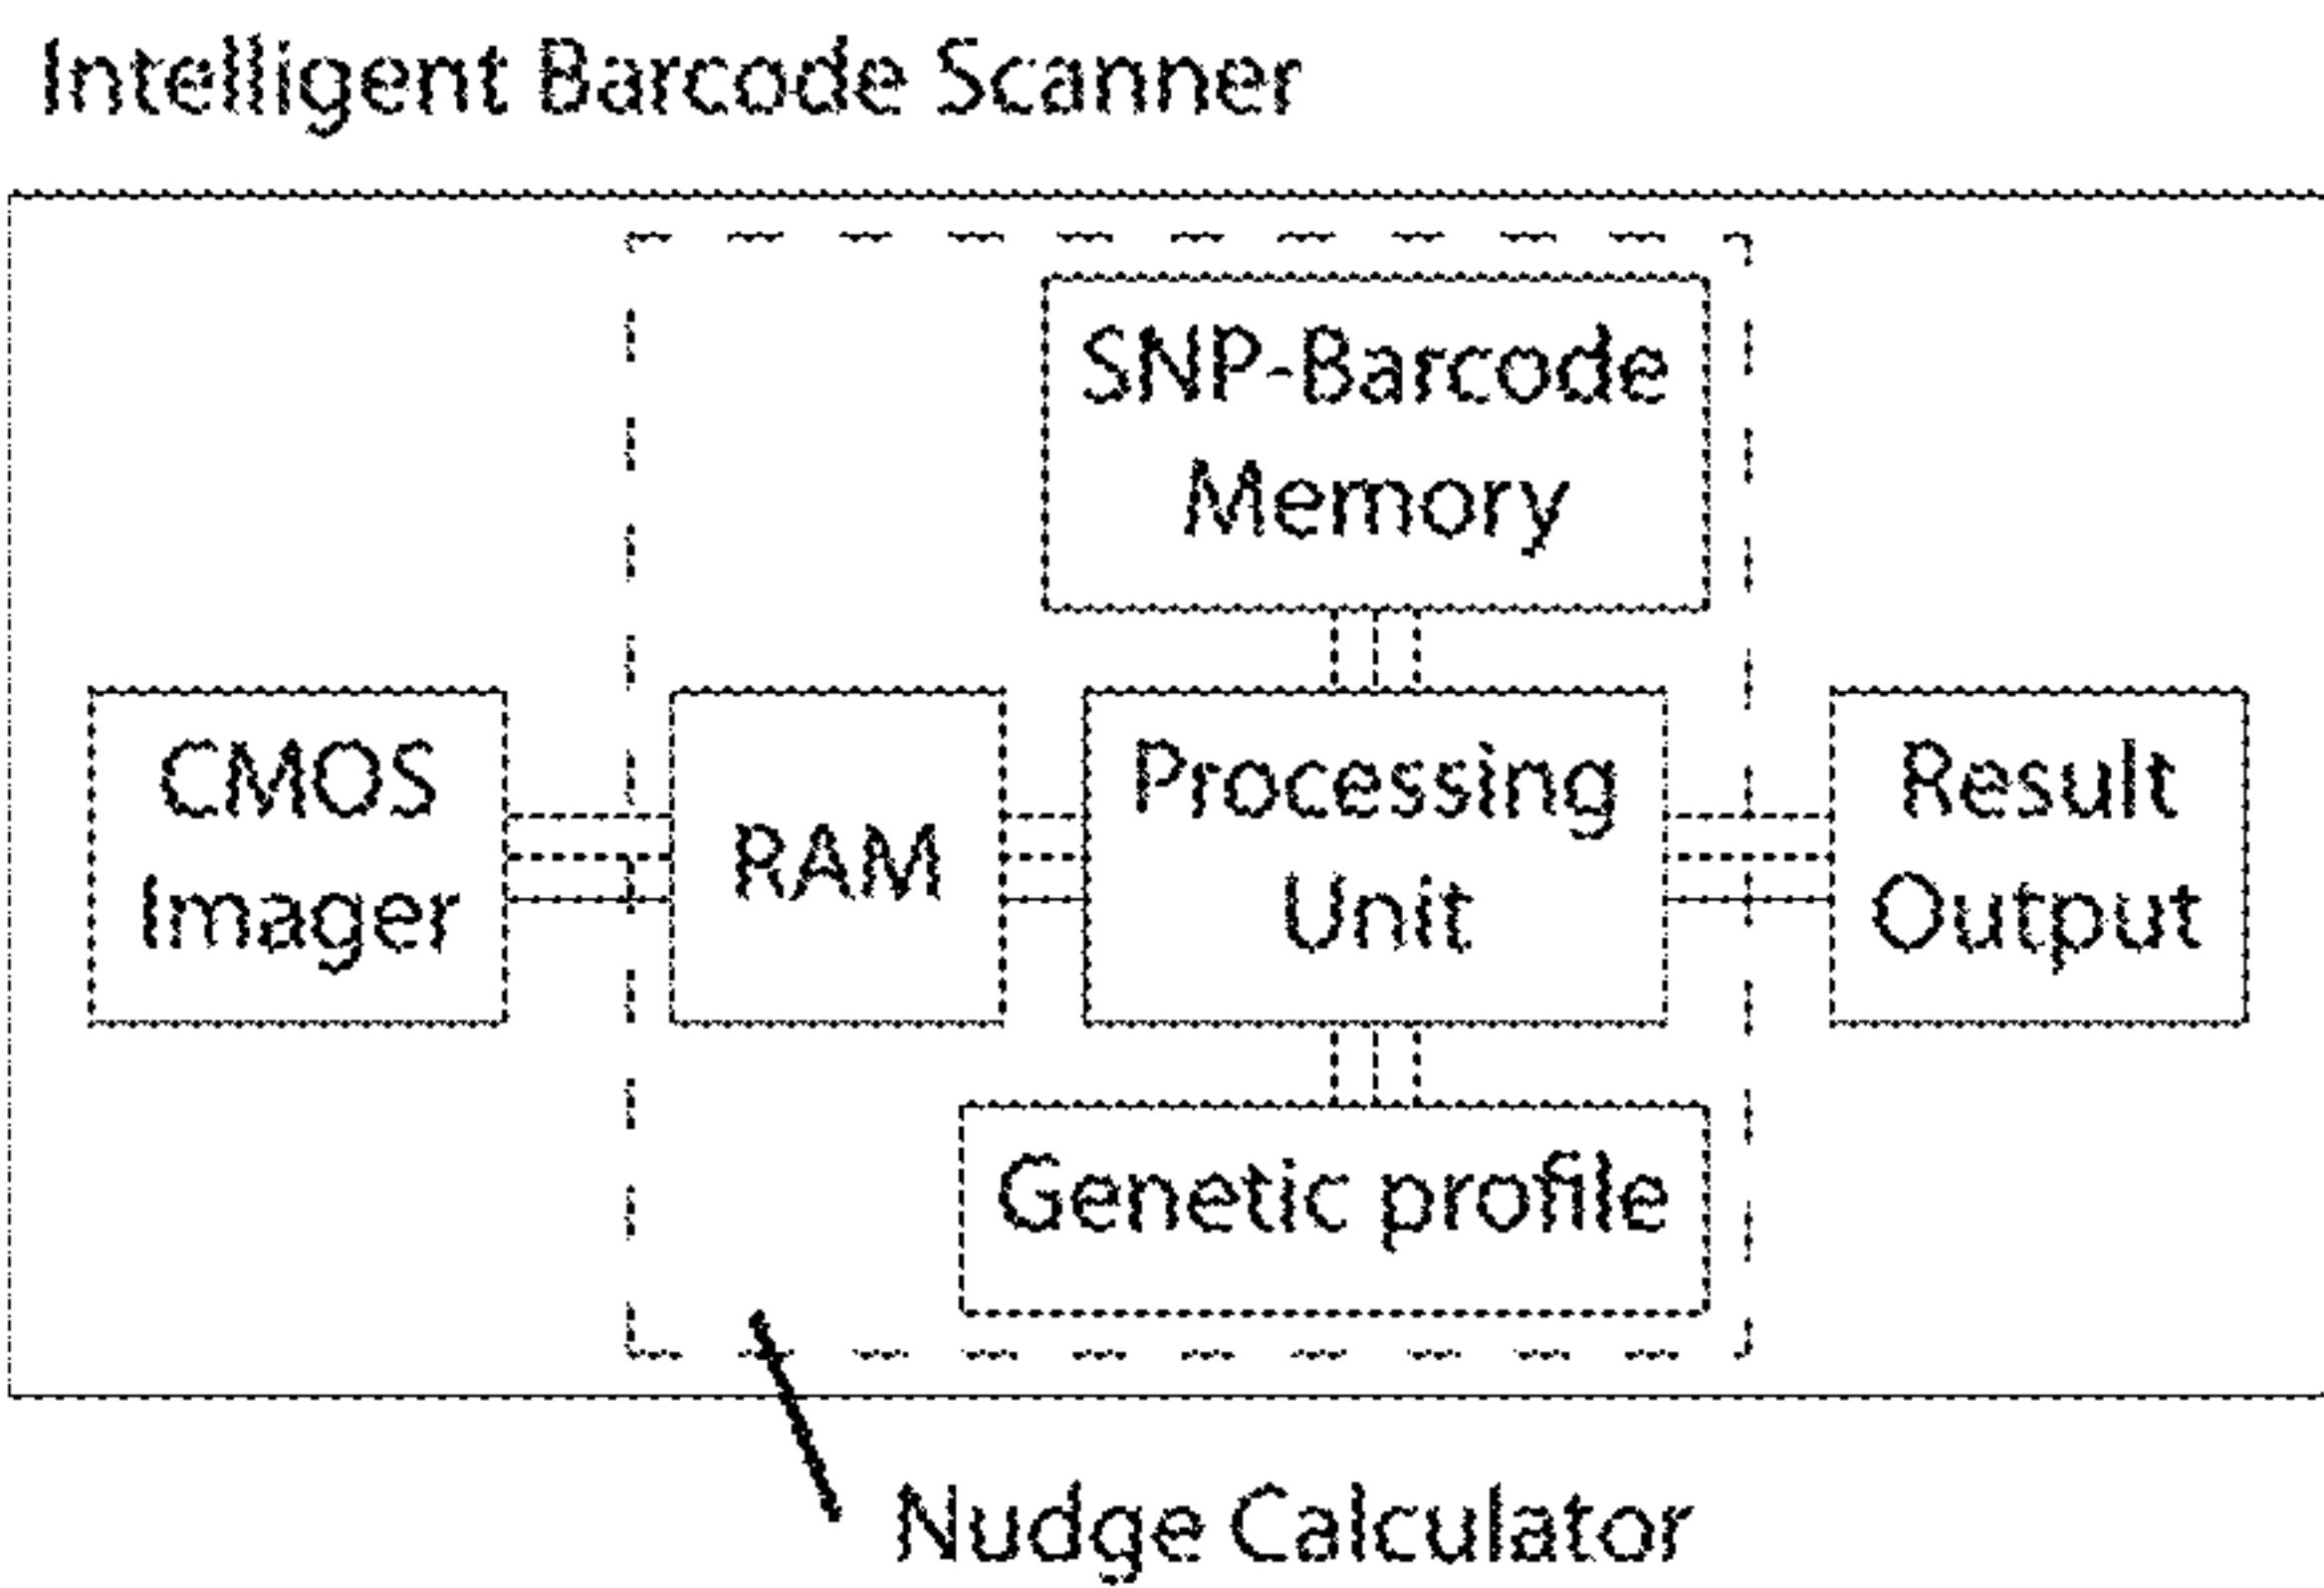 Intelligent Barcode Scanner
SNP-Barcode
Memory
CMOS
Imager
RAM
Processing
Unit
Result
Output
Genetic profile
Nudge Calculator